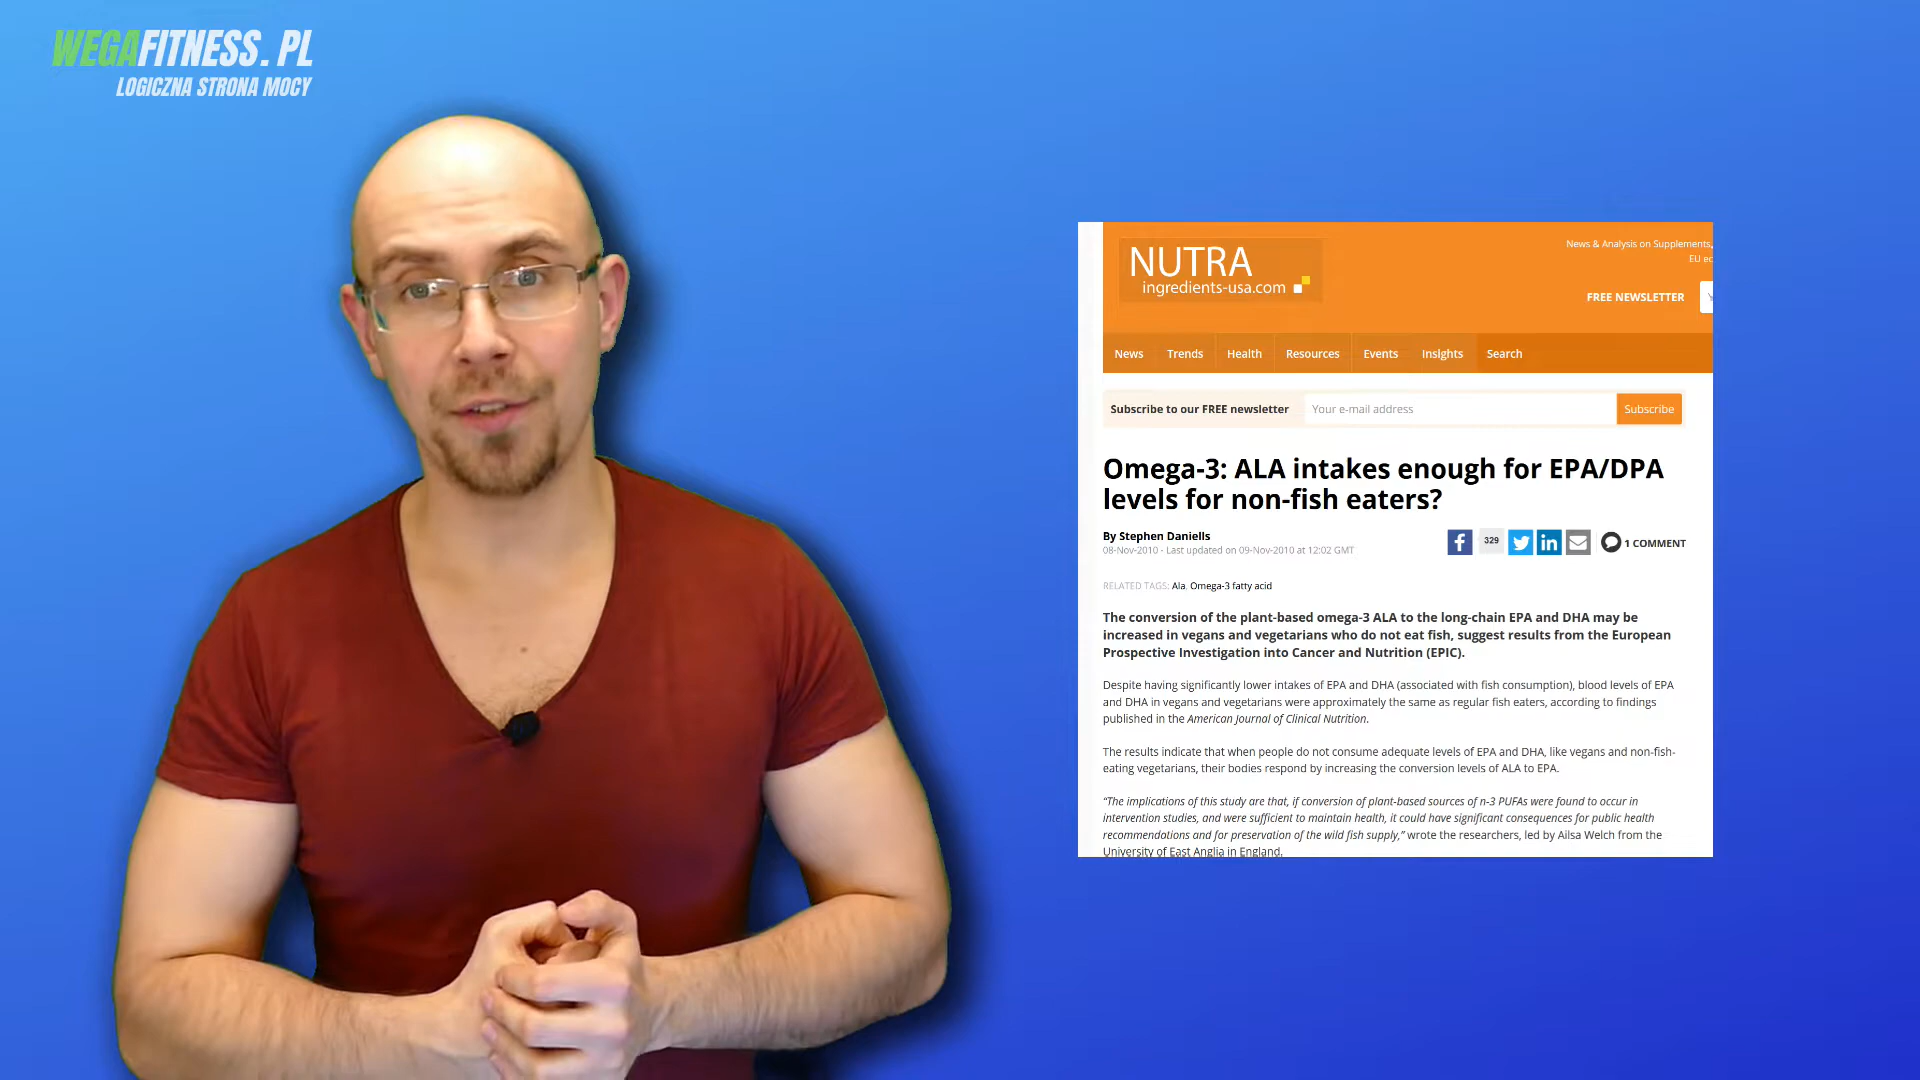 WEGAFITNESS.PL
LOGICZNA STRONA MOCY
NUTRA
ingredients-usa.com
News & Analysis on Supplements,
EU ec
FREE NEWSLETTER
News Trends Health Resources Events Insights Search
Subscribe to our FREE newsletter Your e-mail address Subscribe
Omega-3: ALA intakes enough for EPA/DPA
levels for non-fish eaters?
By Stephen Daniells
08-Nov-2010 - Last updated on 09-Nov-2010 at 12:02 GMT
329
1 COMMENT
RELATED TAGS: Ala, Omega-3 fatty acid
The conversion of the plant-based omega-3 ALA to the long-chain EPA and DHA may be
increased in vegans and vegetarians who do not eat fish, suggest results from the European
Prospective Investigation into Cancer and Nutrition (EPIC).
Despite having significantly lower intakes of EPA and DHA (associated with fish consumption), blood levels of EPA
and DHA in vegans and vegetarians were approximately the same as regular fish eaters, according to findings
published in the American Journal of Clinical Nutrition.
The results indicate that when people do not consume adequate levels of EPA and DHA, like vegans and non-fish-
eating vegetarians, their bodies respond by increasing the conversion levels of ALA to EPA.
“The implications of this study are that, if conversion of plant-based sources of n-3 PUFAs were found to occur in
intervention studies, and were sufficient to maintain health, it could have significant consequences for public health
recommendations and for preservation of the wild fish supply,” wrote the researchers, led by Ailsa Welch from the
University of East Anglia in England.